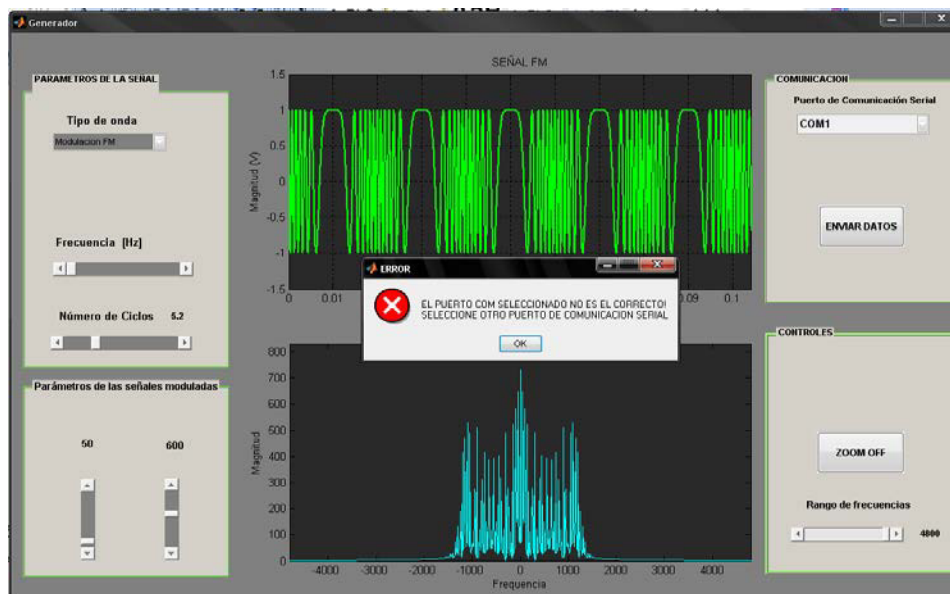 Generador
PARAMETROS DE LA SEÑAL
Tipo de onda
Modulacion FM
Frecuencia [Hz]
Número de Ciclos 5.2
Parámetros de las señales moduladas
50 600
SEÑAL FM
Magnitud (V)
1.5
1
0.5
0
-0.5
-1
-1.5
0 0.01 .09 0.1
ERROR
EL PUERTO COM SELECCIONADO NO ES EL CORRECTO!
SELECCIONE OTRO PUERTO DE COMUNICACION SERIAL
OK
Magnitud
800
700
600
500
400
300
200
100
0
-4000 -3000 -2000 -1000 0 1000 2000 3000 4000
Frequencia
COMUNICACION
Puerto de Comunicación Serial
COM1
ENVIAR DATOS
CONTROLES
ZOOM OFF
Rango de frecuencias
4800